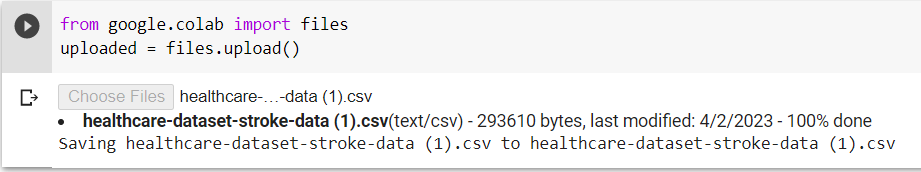 from google.colab import files
uploaded = files.upload()
Choose Files healthcare-...-data (1).csv
• healthcare-dataset-stroke-data (1).csv(text/csv) - 293610 bytes, last modified: 4/2/2023 - 100% done
Saving healthcare-dataset-stroke-data (1).csv to healthcare-dataset-stroke-data (1).csv